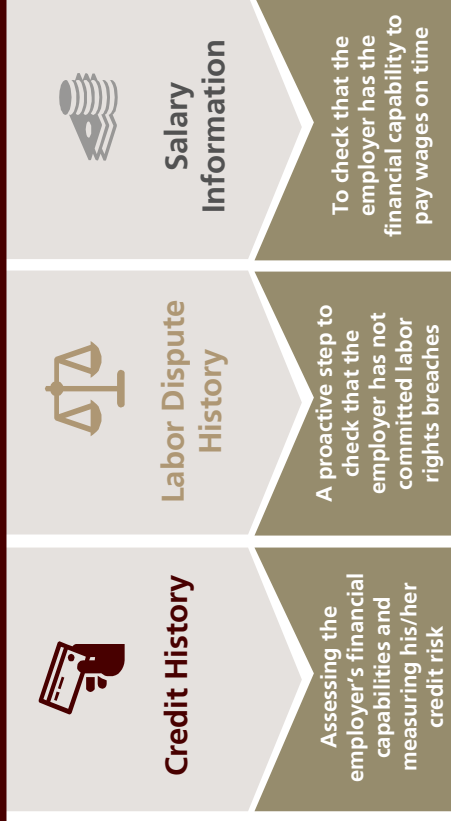 Credit History
Assessing the
employer's financial
capabilities and
measuring his/her
credit risk
Labor Dispute
History
A proactive step to
check that the
employer has not
committed labor
rights breaches
Salary
Information
To check that the
employer has the
financial capability to
pay wages on time